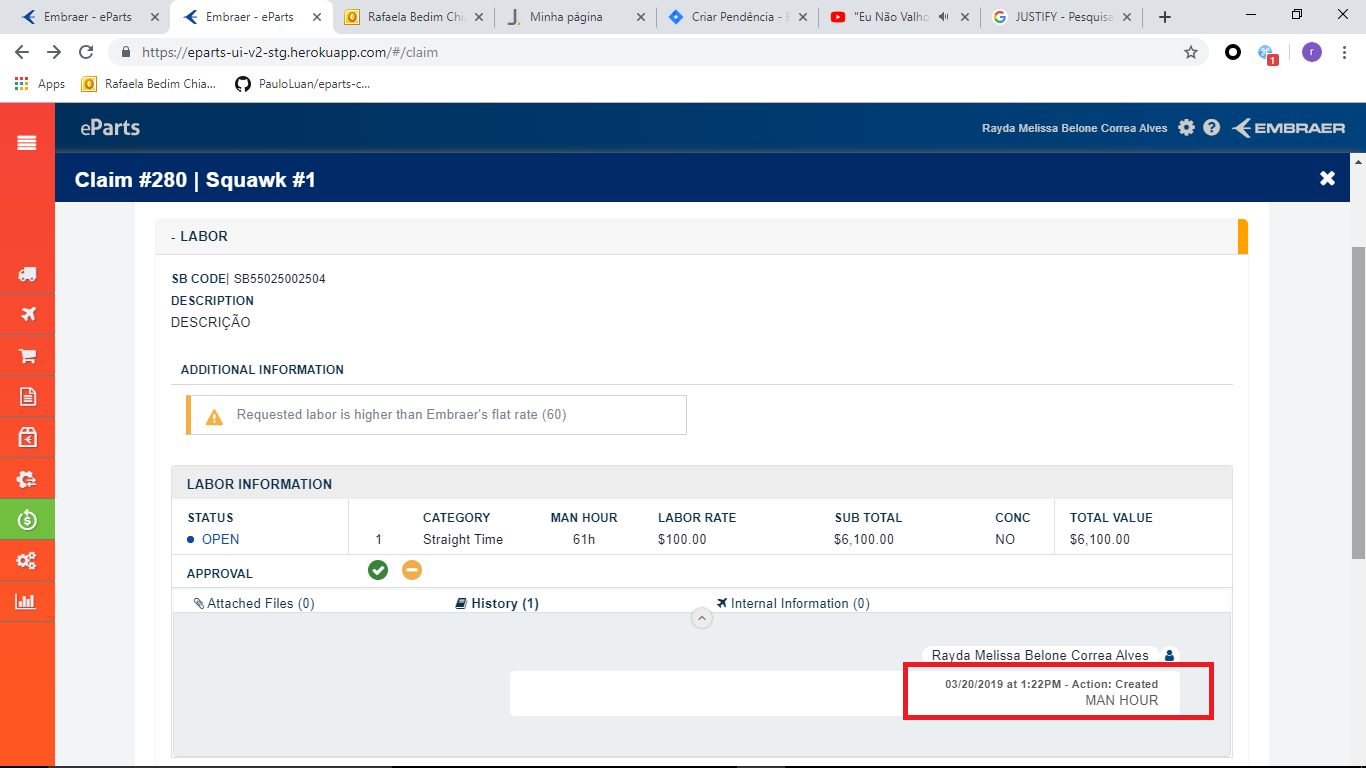 Embraer - eParts
Embraer - eParts
Rafaela Bedim Chi
Minha página
Criar Pendência -
"Eu Não Valho
JUSTIFY - Pesquisa
https://eparts-ui-v2-stg.herokuapp.com/#/claim
r
1
Apps
Rafaela Bedim Chia...
PauloLuan/eparts-c...
eParts
Rayda Melissa Belone Correa Alves
EMBRAER
Claim #280 | Squawk #1
- LABOR
SB CODE| SB55025002504
DESCRIPTION
DESCRIÇÃO
ADDITIONAL INFORMATION
Requested labor is higher than Embraer's flat rate (60)
LABOR INFORMATION
STATUS CATEGORY MAN HOUR LABOR RATE SUB TOTAL CONC TOTAL VALUE
OPEN 1 Straight Time 61h $100.00 $6,100.00 NO $6,100.00
APPROVAL
Attached Files (0) History (1) Internal Information (0)
Rayda Melissa Belone Correa Alves
03/20/2019 at 1:22PM - Action: Created
MAN HOUR